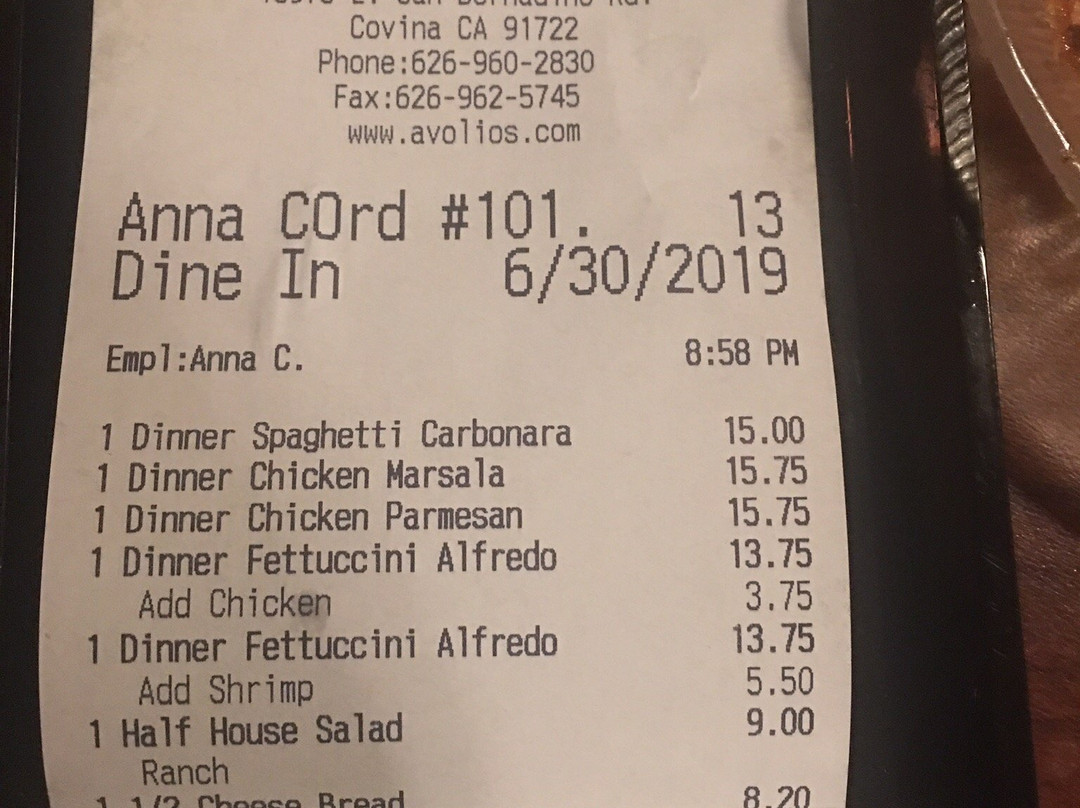 Covina CA 91722
Phone:626-960-2830
Fax:626-962-5745
www.avolios.com
Anna COrd #101. 13
Dine In 6/30/2019
Empl:Anna C. 8:58 PM
1 Dinner Spaghetti Carbonara 15.00
1 Dinner Chicken Marsala 15.75
1 Dinner Chicken Parmesan 15.75
1 Dinner Fettuccini Alfredo 13.75
Add Chicken 3.75
1 Dinner Fettuccini Alfredo 13.75
Add Shrimp 5.50
1 Half House Salad 9.00
Ranch
1 1/2 Cheese Bread 8.20